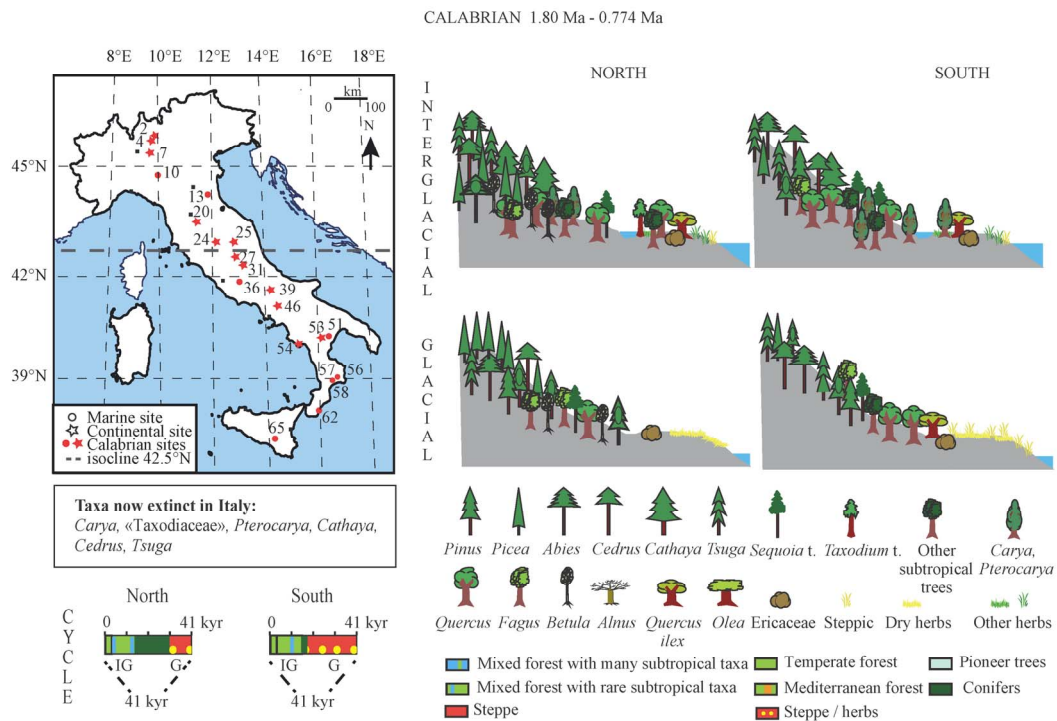 CALABRIAN 1.80 Ma - 0.774 Ma
8°E 10°E 12°E 14°E 16°E 18°E
km
0 100
N
45°N
42°N
39°N
2
4
7
10
13
20
24
25
27
31
36
39
46
53
51
54
57
56
58
62
65
Marine site
Continental site
Calabrian sites
isocline 42.5°N
Taxa now extinct in Italy:
Carya, «Taxodiaceae», Pterocarya, Cathaya,
Cedrus, Tsuga
CYCLE
North
0 41 kyr
IG G
41 kyr
South
0 41 kyr
IG G
41 kyr
NORTH SOUTH
INTERGLACIAL
GLACIAL
Pinus Picea Abies Cedrus Cathaya Tsuga Sequoia t. Taxodium t. Other subtropical trees Carya, Pterocarya
Quercus Fagus Betula Alnus Quercus ilex Olea Ericaceae Steppic Dry herbs Other herbs
Mixed forest with many subtropical taxa
Mixed forest with rare subtropical taxa
Steppe
Temperate forest
Mediterranean forest
Steppe / herbs
Pioneer trees
Conifers